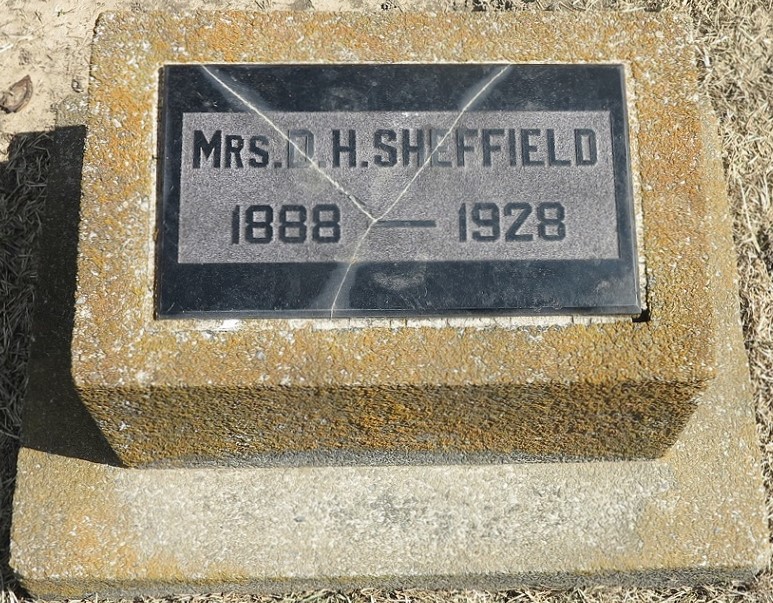 MRS. D. H. SHEFFIELD
1888 — 1928